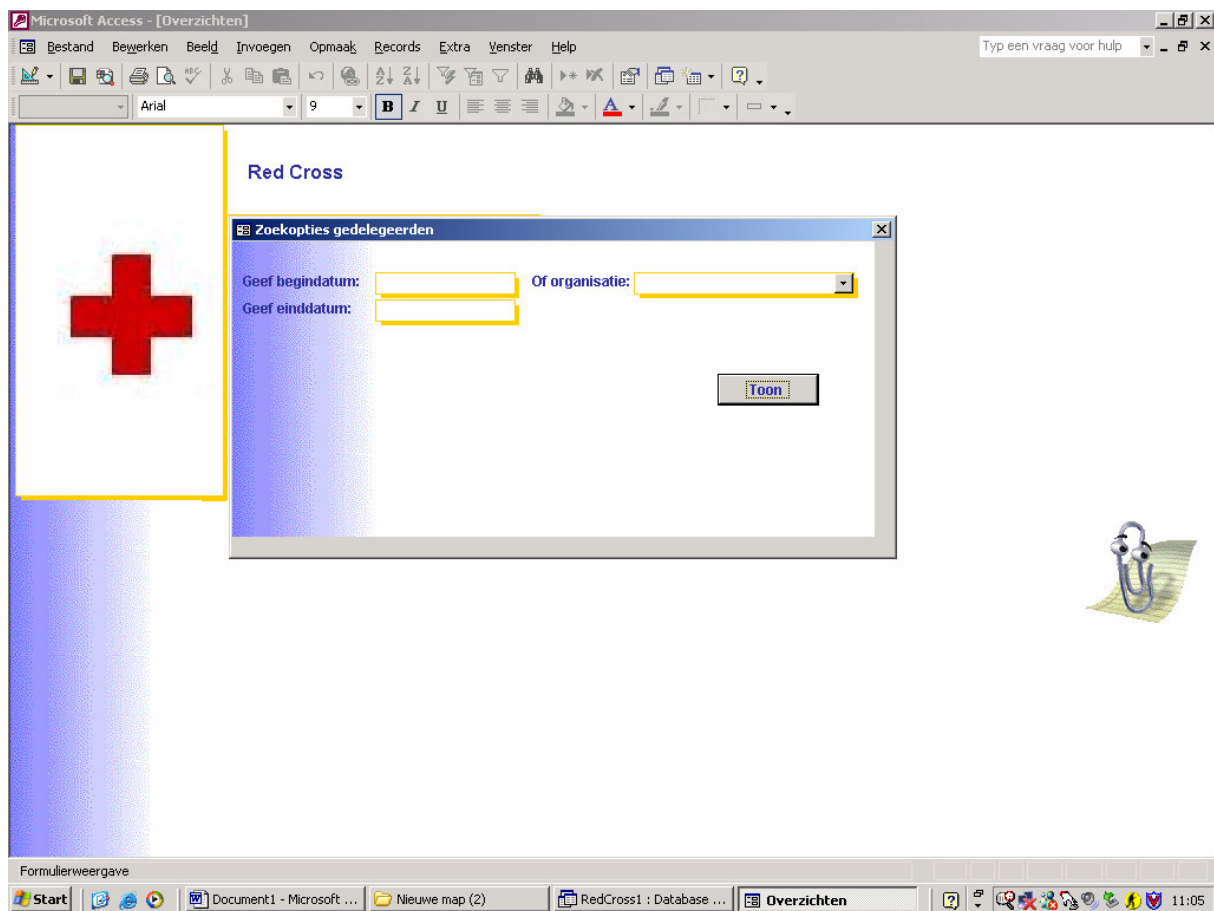 Microsoft Access - [Overzichten]
Bestand Bewerken Beeld Invoegen Opmaak Records Extra Venster Help Typ een vraag voor hulp
Arial 9 B I U
Red Cross
Zoekopties gedelegeerden
Geef begindatum: Of organisatie:
Geef einddatum:
Toon
Formulierweergave
Start Document1 - Microsoft ... Nieuwe map (2) RedCross1 : Database ... Overzichten 11:05